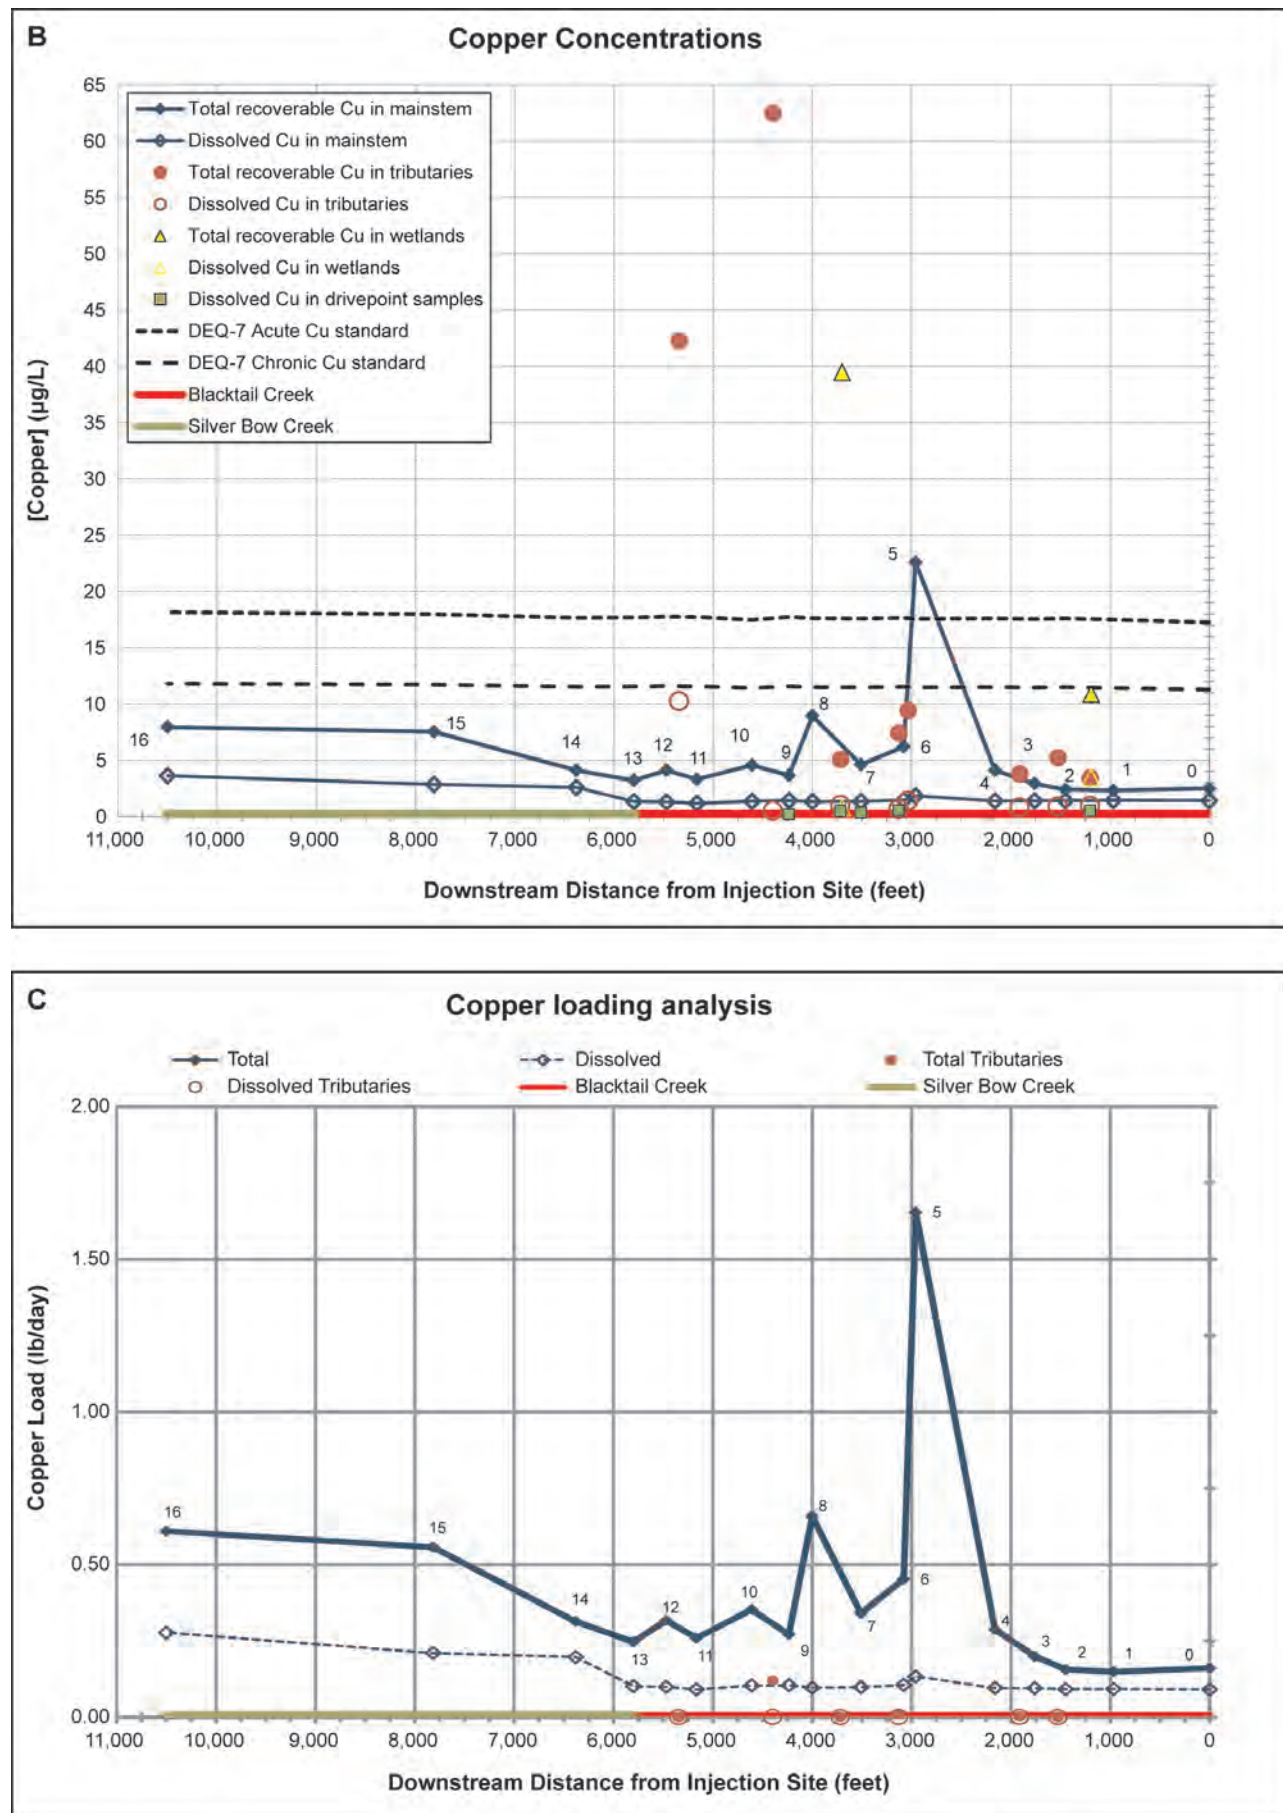 B
Copper Concentrations
65
60
55
50
45
40
35
30
25
20
15
10
5
0
[Copper] (µg/L)
Total recoverable Cu in mainstem
Dissolved Cu in mainstem
Total recoverable Cu in tributaries
Dissolved Cu in tributaries
Total recoverable Cu in wetlands
Dissolved Cu in wetlands
Dissolved Cu in drivepoint samples
DEQ-7 Acute Cu standard
DEQ-7 Chronic Cu standard
Blacktail Creek
Silver Bow Creek
16 15 14 13 12 11 10 9 8 7 6 5 4 3 2 1 0
11,000 10,000 9,000 8,000 7,000 6,000 5,000 4,000 3,000 2,000 1,000 0
Downstream Distance from Injection Site (feet)
C
Copper loading analysis
Total Dissolved Total Tributaries
Dissolved Tributaries Blacktail Creek Silver Bow Creek
2.00
1.50
1.00
0.50
0.00
Copper Load (lb/day)
16 15 14 13 12 11 10 9 8 7 6 5 4 3 2 1 0
11,000 10,000 9,000 8,000 7,000 6,000 5,000 4,000 3,000 2,000 1,000 0
Downstream Distance from Injection Site (feet)